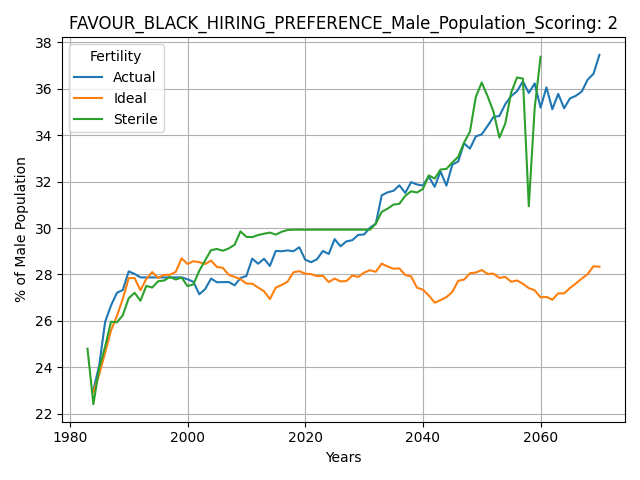 FAVOUR_BLACK_HIRING_PREFERENCE_Male_Population_Scoring: 2
38
36
34
32
30
28
26
24
22
% of Male Population
Fertility
Actual
Ideal
Sterile
1980
2000
2020
2040
2060
Years